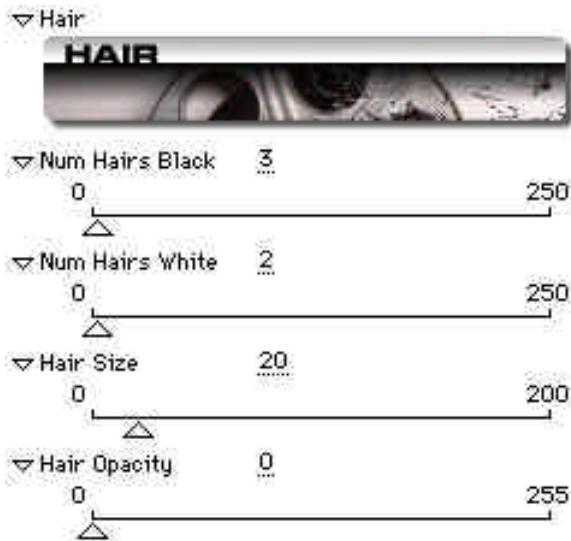 Hair
HAIR
Num Hairs Black 3
0 250
Num Hairs White 2
0 250
Hair Size 20
0 200
Hair Opacity 0
0 255